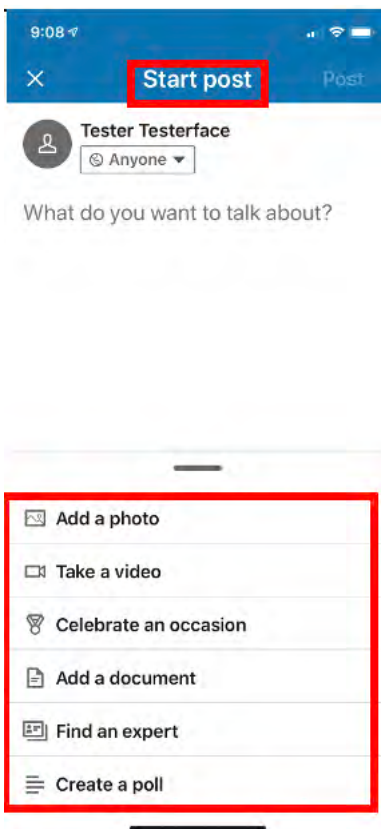 9:08
Start post Post
Tester Testerface
Anyone
What do you want to talk about?
Add a photo
Take a video
Celebrate an occasion
Add a document
Find an expert
Create a poll